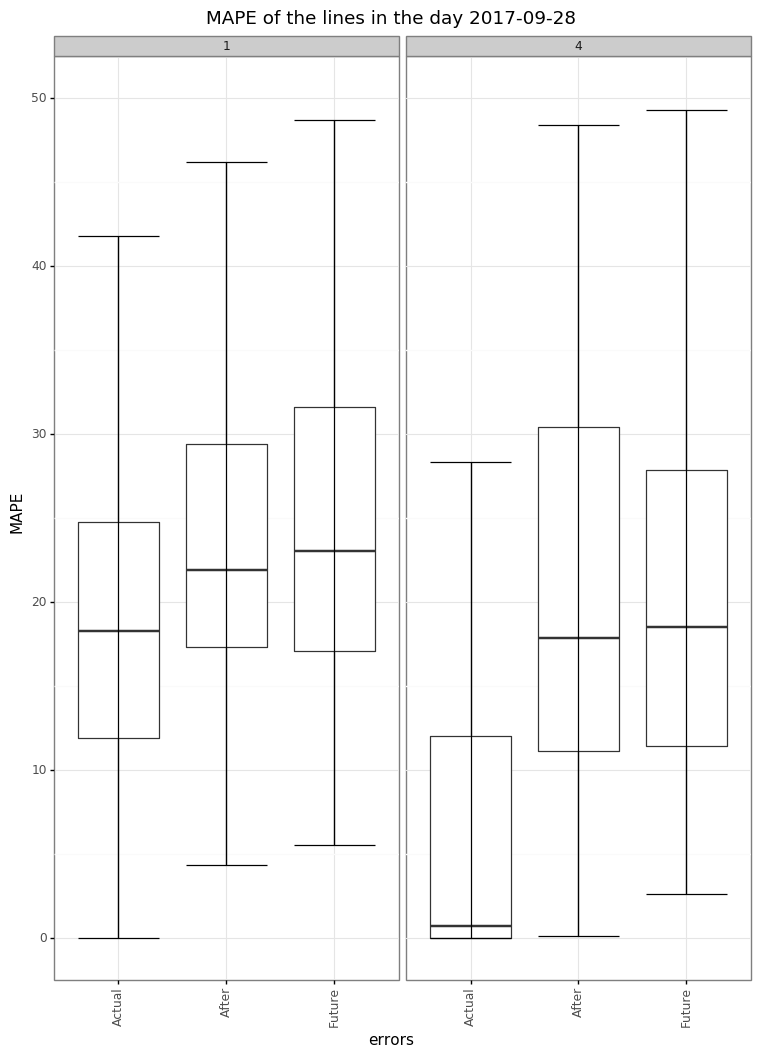 MAPE of the lines in the day 2017-09-28
1
4
50
40
30
20
10
0
MAPE
Actual
After
Future
Actual
After
Future
errors